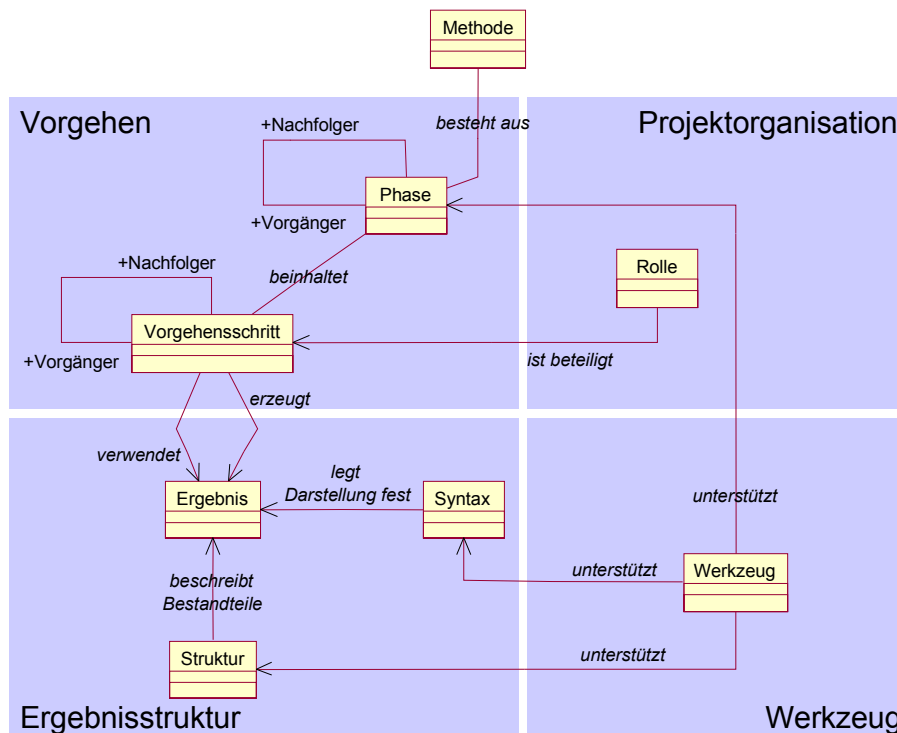 Methode
Vorgehen
Projektorganisation
+Nachfolger
besteht aus
Phase
+Vorgänger
+Nachfolger
beinhaltet
Rolle
Vorgehensschritt
+Vorgänger
ist beteiligt
erzeugt
verwendet
legt
Darstellung fest
Ergebnis
Syntax
unterstützt
beschreibt
Bestandteile
unterstützt
Werkzeug
Struktur
unterstützt
Ergebnisstruktur
Werkzeug